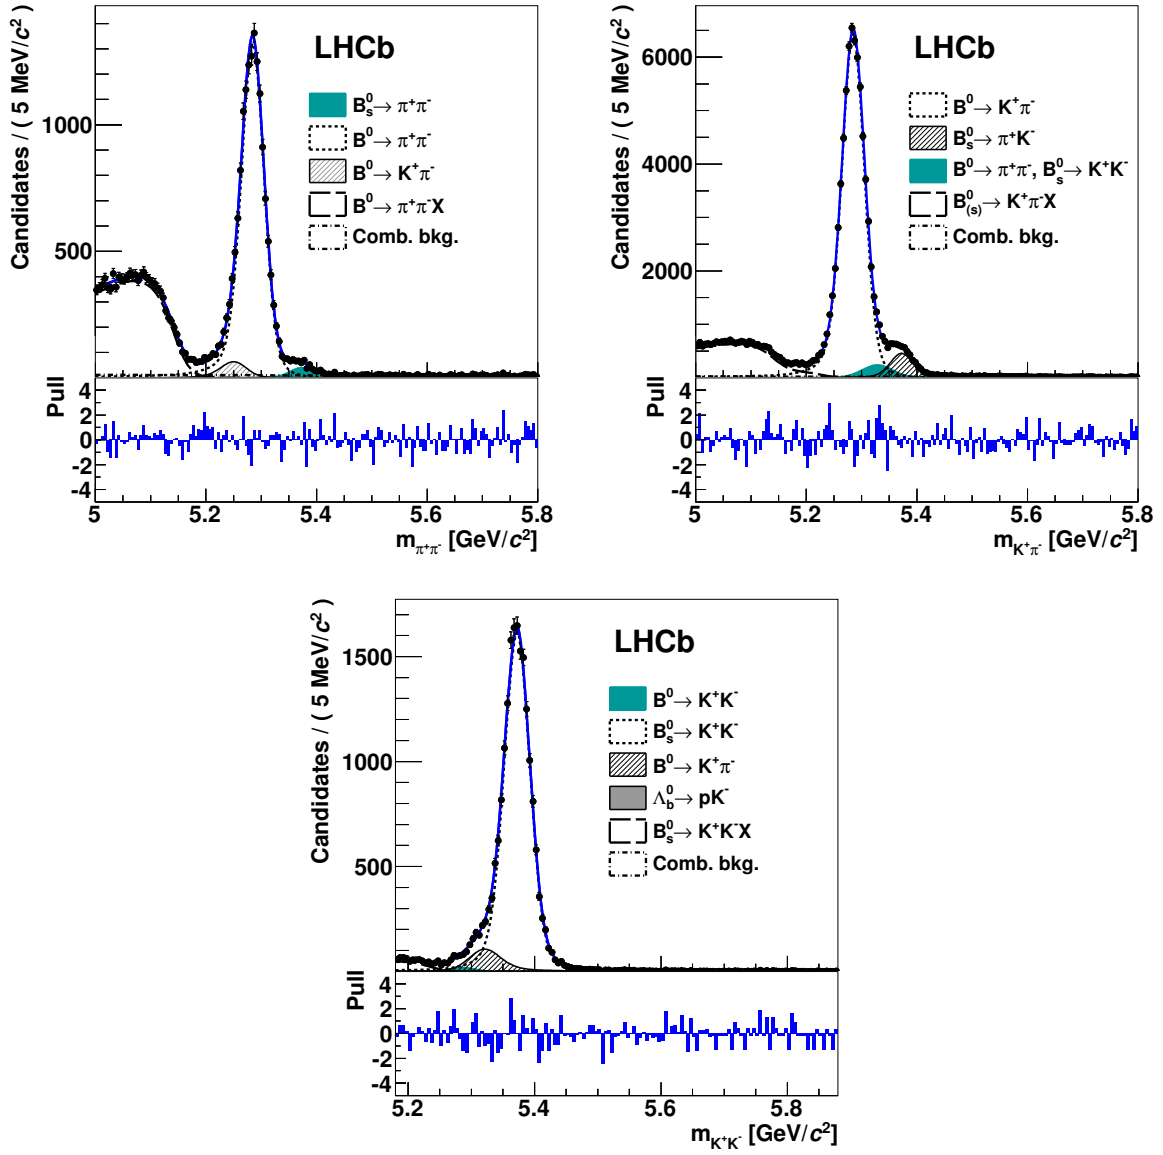 Candidates / ( 5 MeV/c² )
1000
500
LHCb
B⁰ₛ → π⁺π⁻
B⁰ → π⁺π⁻
B⁰ → K⁺π⁻
B⁰ → π⁺π⁻X
Comb. bkg.
Pull
4
2
0
-2
-4
5 5.2 5.4 5.6 5.8
m π⁺π⁻ [GeV/c²]
Candidates / ( 5 MeV/c² )
6000
4000
2000
0
LHCb
B⁰ → K⁺π⁻
B⁰ₛ → π⁺K⁻
B⁰ → π⁺π⁻, B⁰ₛ → K⁺K⁻
B⁰₍ₛ₎ → K⁺π⁻X
Comb. bkg.
Pull
4
2
0
-2
-4
5 5.2 5.4 5.6 5.8
m K⁺π⁻ [GeV/c²]
Candidates / ( 5 MeV/c² )
1500
1000
500
LHCb
B⁰ → K⁺K⁻
B⁰ₛ → K⁺K⁻
B⁰ → K⁺π⁻
Λ⁰b → pK⁻
B⁰ₛ → K⁺K⁻X
Comb. bkg.
Pull
4
2
0
-2
-4
5.2 5.4 5.6 5.8
m K⁺K⁻ [GeV/c²]